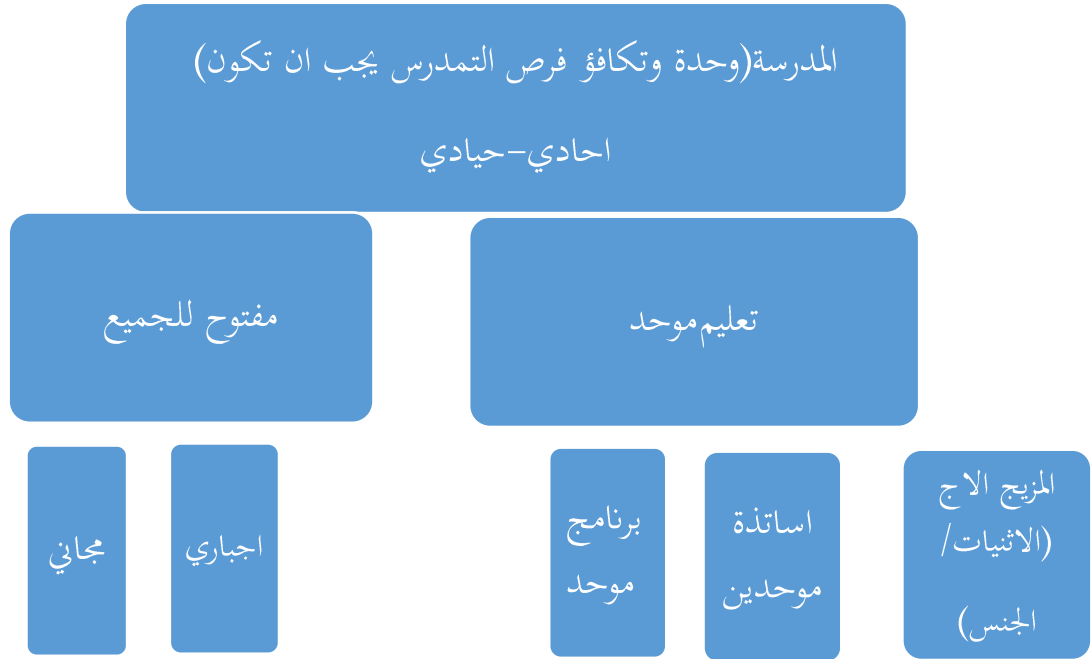 المدرسة(وحدة وتكافؤ فرص التمدرس يجب ان تكون)
احادي-حيادي
تعليم موحد
مفتوح للجميع
المزيج الاج
(الاثنيات/
الجنس)
اساتذة
موحدين
برنامج
موحد
اجباري
مجاني